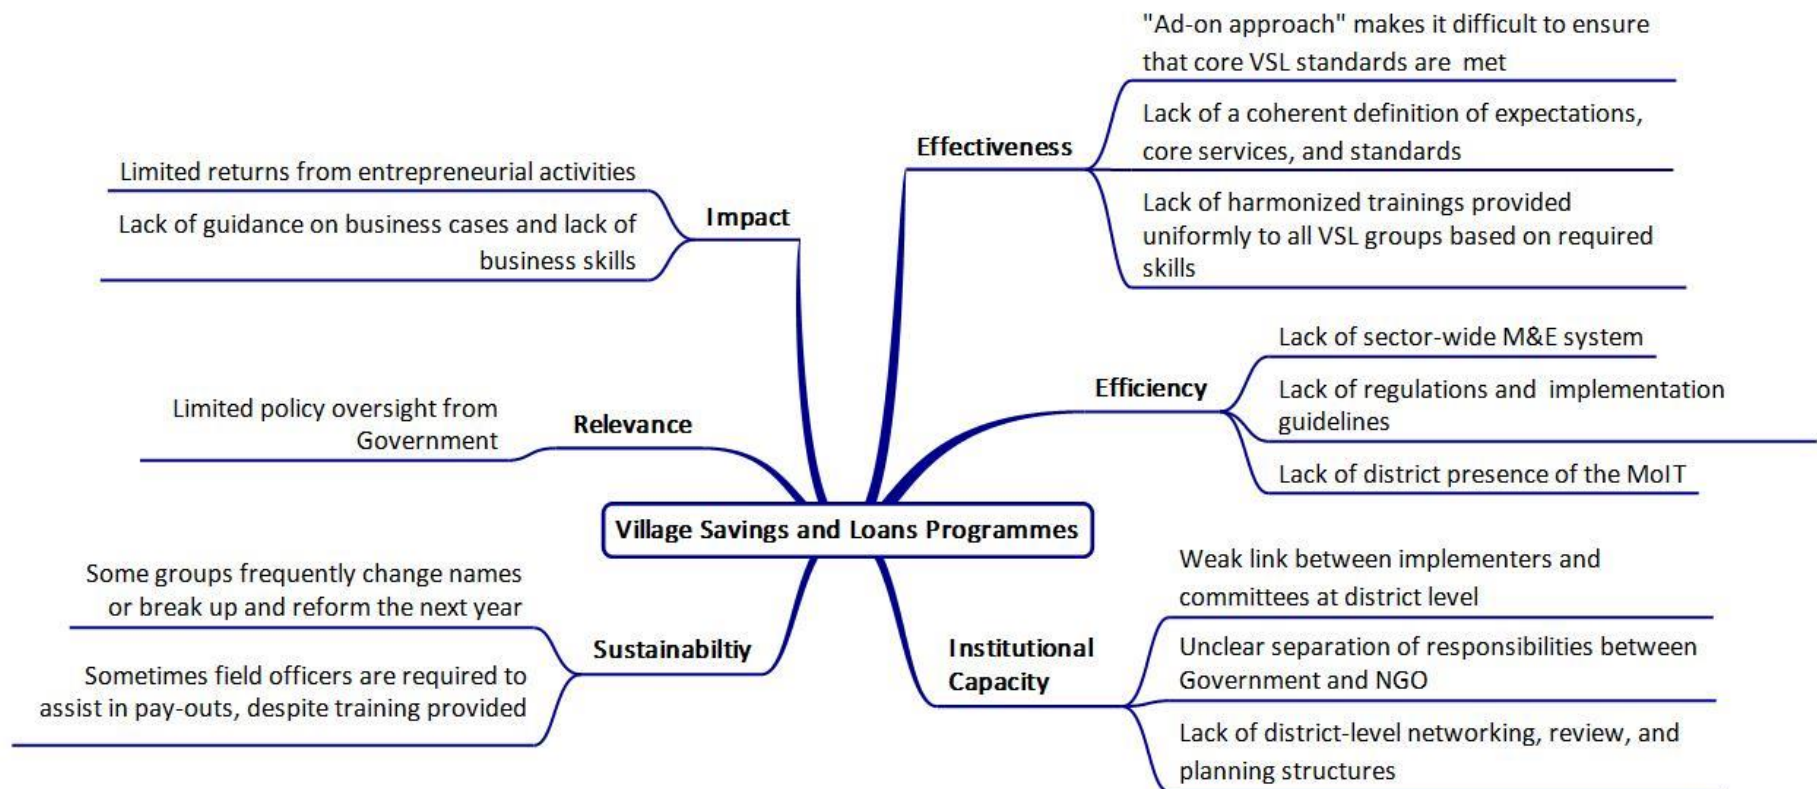 "Ad-on approach" makes it difficult to ensure
that core VSL standards are met
Effectiveness
Lack of a coherent definition of expectations,
core services, and standards
Lack of harmonized trainings provided
uniformly to all VSL groups based on required
skills
Limited returns from entrepreneurial activities
Impact
Lack of guidance on business cases and lack of
business skills
Lack of sector-wide M&E system
Efficiency
Lack of regulations and implementation
guidelines
Lack of district presence of the MoIT
Limited policy oversight from
Government
Relevance
Village Savings and Loans Programmes
Some groups frequently change names
or break up and reform the next year
Sustainabiltiy
Sometimes field officers are required to
assist in pay-outs, despite training provided
Weak link between implementers and
committees at district level
Institutional
Capacity
Unclear separation of responsibilities between
Government and NGO
Lack of district-level networking, review, and
planning structures